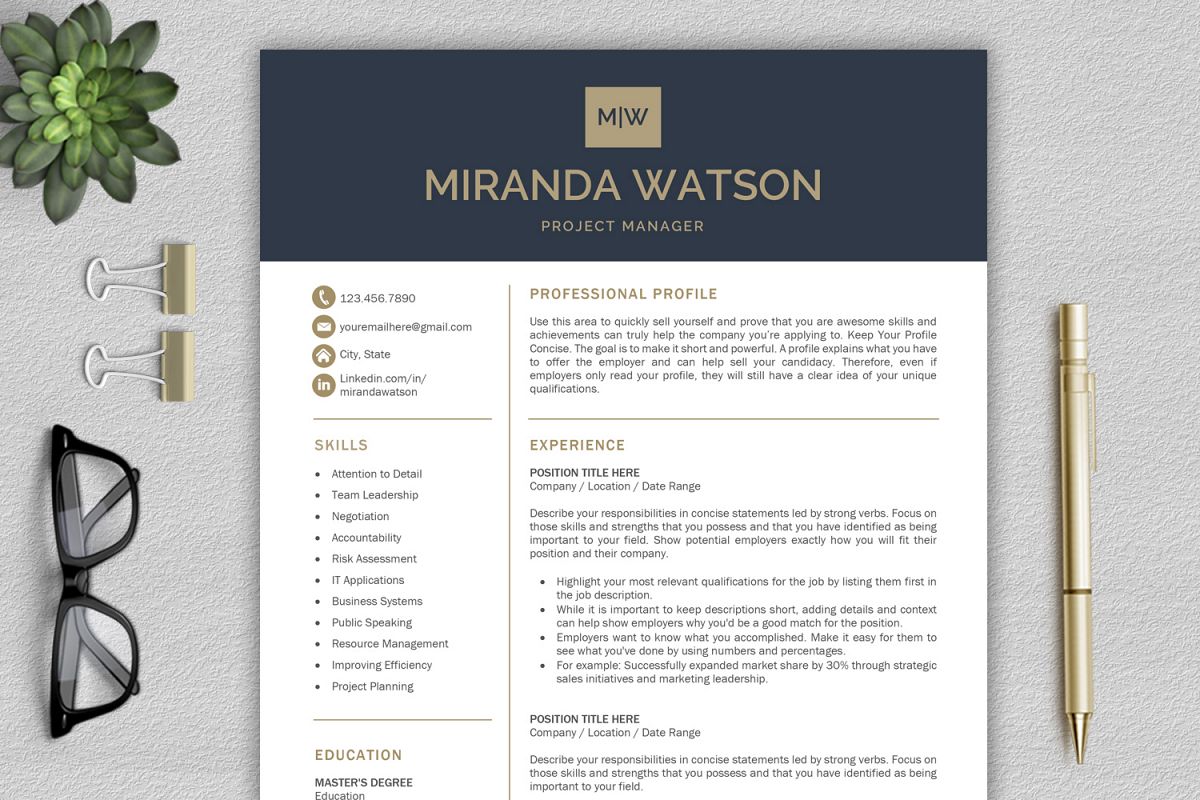 M|W
MIRANDA WATSON
PROJECT MANAGER
123.456.7890
youremailhere@gmail.com
City, State
Linkedin.com/in/
mirandawatson
SKILLS
Attention to Detail
Team Leadership
Negotiation
Accountability
Risk Assessment
IT Applications
Business Systems
Public Speaking
Resource Management
Improving Efficiency
Project Planning
EDUCATION
MASTER'S DEGREE
Education
PROFESSIONAL PROFILE
Use this area to quickly sell yourself and prove that you are awesome skills and
achievements can truly help the company you're applying to. Keep Your Profile
Concise. The goal is to make it short and powerful. A profile explains what you have
to offer the employer and can help sell your candidacy. Therefore, even if
employers only read your profile, they will still have a clear idea of your unique
qualifications.
EXPERIENCE
POSITION TITLE HERE
Company / Location / Date Range
Describe your responsibilities in concise statements led by strong verbs. Focus on
those skills and strengths that you possess and that you have identified as being
important to your field. Show potential employers exactly how you will fit their
position and their company.
Highlight your most relevant qualifications for the job by listing them first in
the job description.
While it is important to keep descriptions short, adding details and context
can help show employers why you'd be a good match for the position.
Employers want to know what you accomplished. Make it easy for them to
see what you've done by using numbers and percentages.
For example: Successfully expanded market share by 30% through strategic
sales initiatives and marketing leadership.
POSITION TITLE HERE
Company / Location / Date Range
Describe your responsibilities in concise statements led by strong verbs. Focus on
those skills and strengths that you possess and that you have identified as being
important to your field.